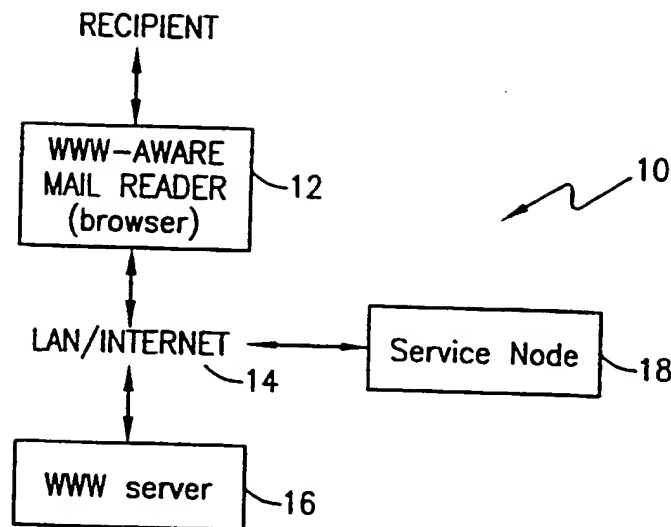 RECIPIENT
WWW-AWARE
MAIL READER
(browser)
12
10
LAN/INTERNET
14
Service Node
18
WWW server
16